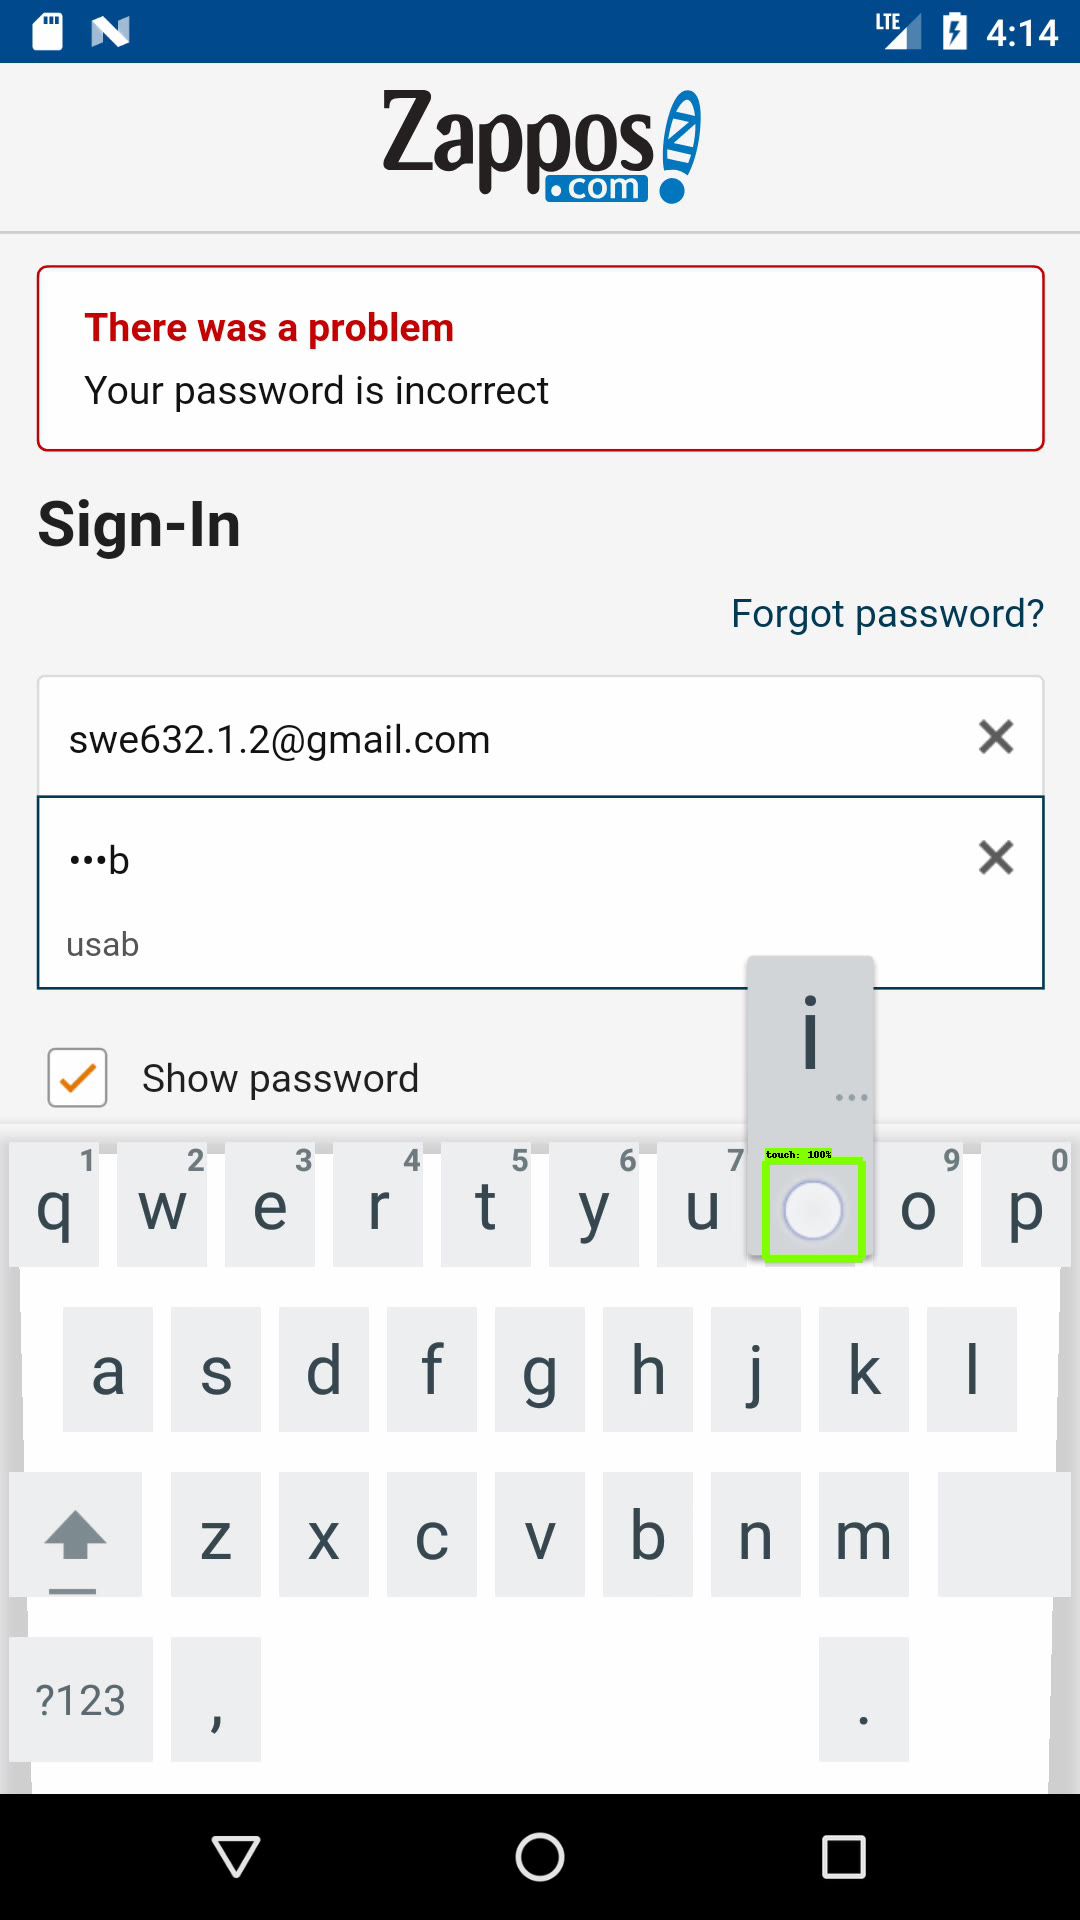 LTE 4:14
Zappos
.com
There was a problem
Your password is incorrect
Sign-In
Forgot password?
swe632.1.2@gmail.com
•••b
usab
i
...
Show password
touch: 100%
1 2 3 4 5 6 7 9 0
q w e r t y u o p
a s d f g h j k l
z x c v b n m
?123 , .